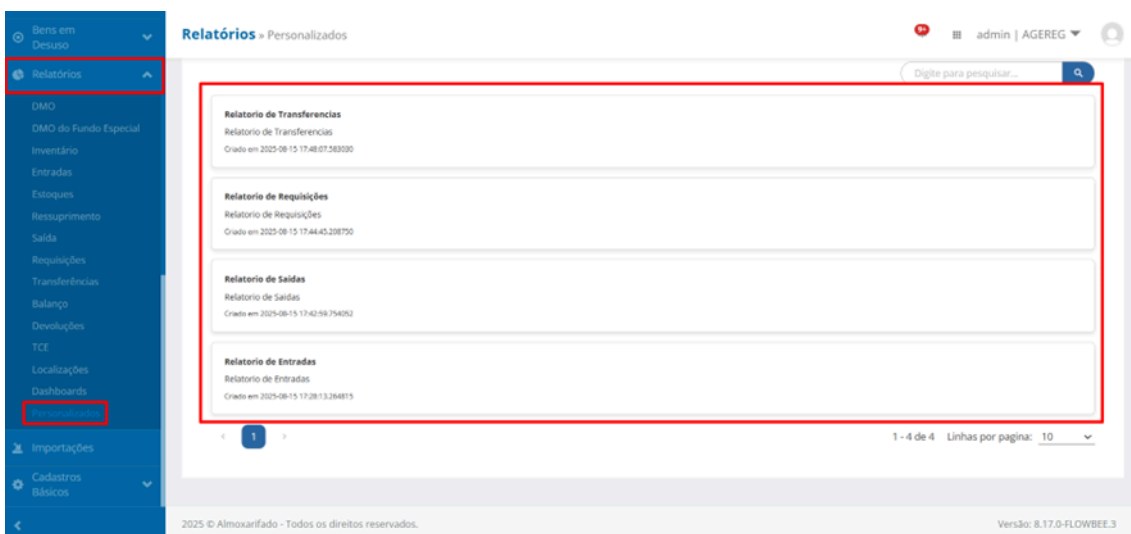 Bens em
Desuso
Relatórios » Personalizados
9+
admin | AGEREG
Relatórios
Digite para pesquisar...
DMO
DMO do Fundo Especial
Inventário
Entradas
Estoques
Ressuprimento
Saída
Requisições
Transferências
Balanço
Devoluções
TCE
Localizações
Dashboards
Personalizados
Importações
Cadastros
Básicos
Relatorio de Transferencias
Relatorio de Transferencias
Criado em 2025-08-15 17:48:07.583030
Relatorio de Requisições
Relatorio de Requisições
Criado em 2025-08-15 17:44:45.208750
Relatorio de Saidas
Relatorio de Saidas
Criado em 2025-08-15 17:42:59.754052
Relatorio de Entradas
Relatorio de Entradas
Criado em 2025-08-15 17:28:13.264815
1
1 - 4 de 4 Linhas por pagina: 10
2025 © Almoxarifado - Todos os direitos reservados.
Versão: 8.17.0-FLOWBEE.3